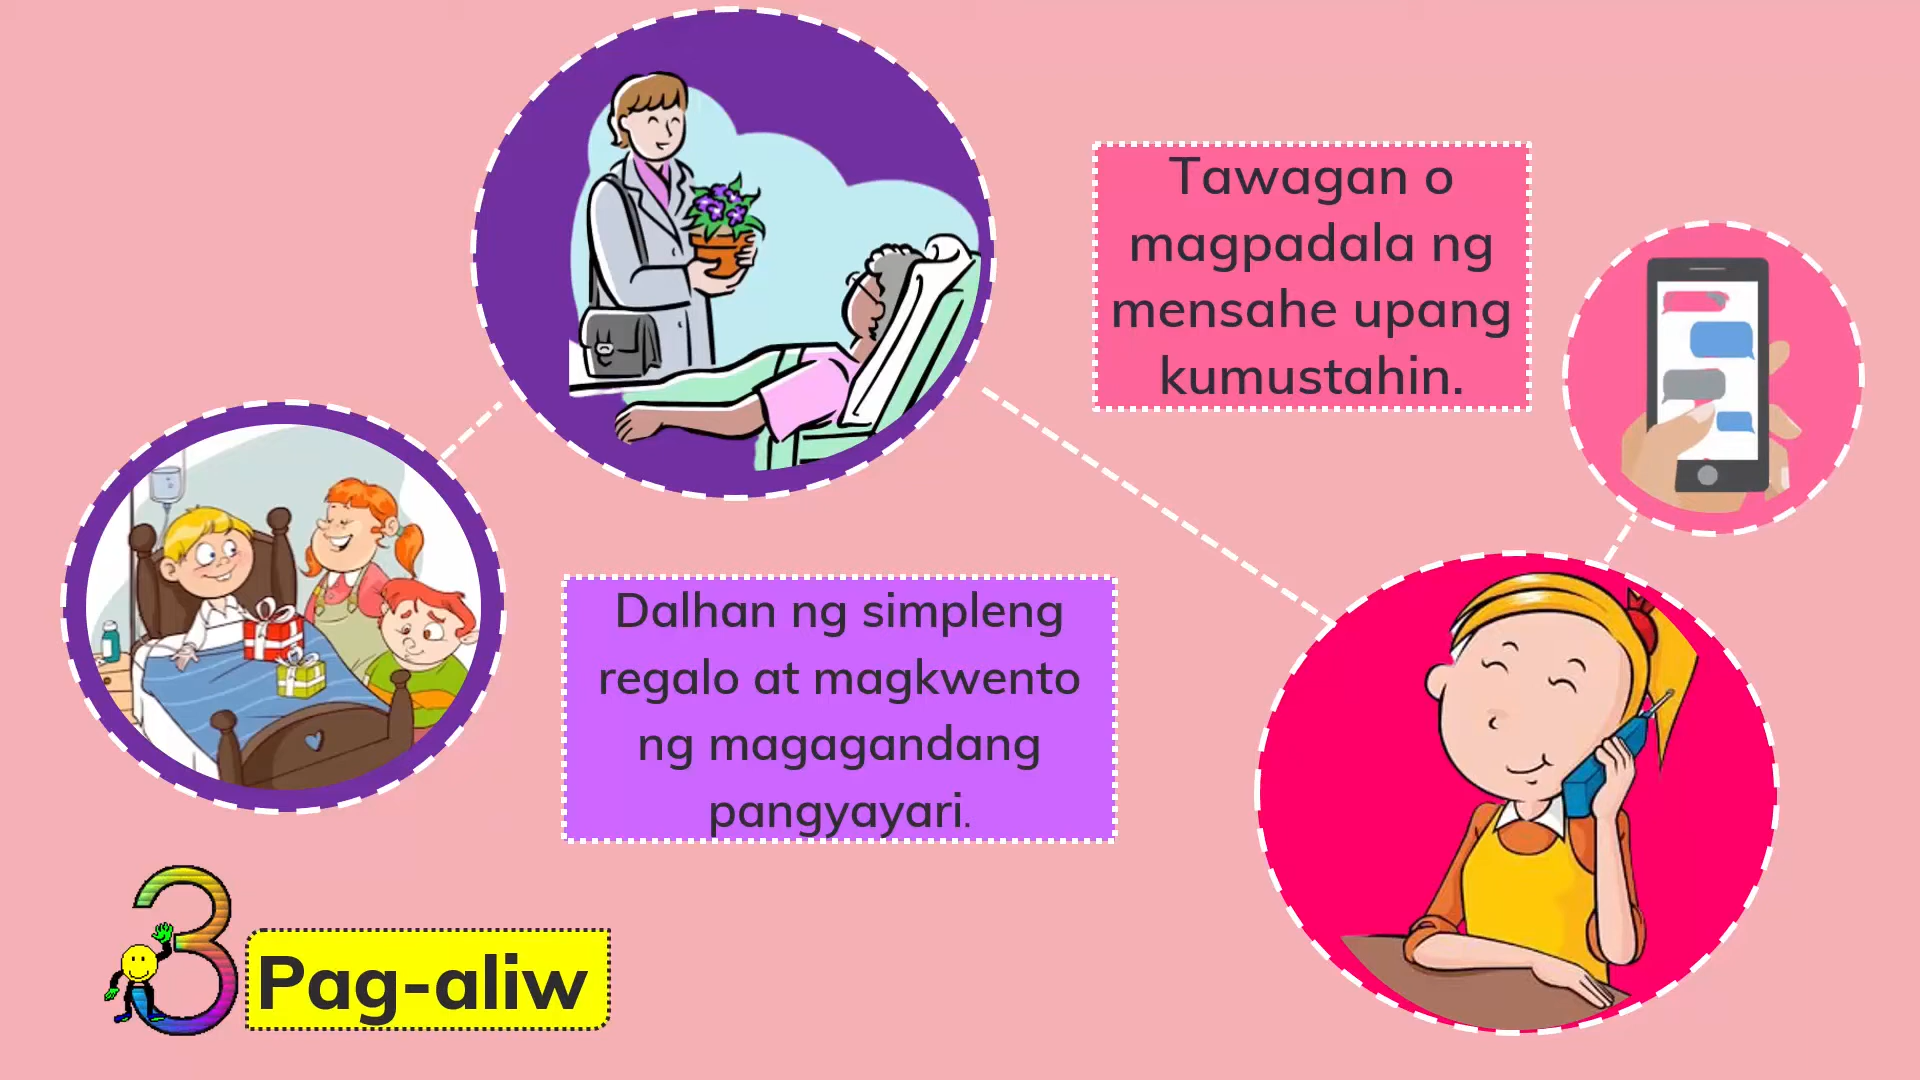 Tawagan o
magpadala ng
mensahe upang
kumustahin.
Dalhan ng simpleng
regalo at magkwento
ng magagandang
pangyayari.
3 Pag-aliw